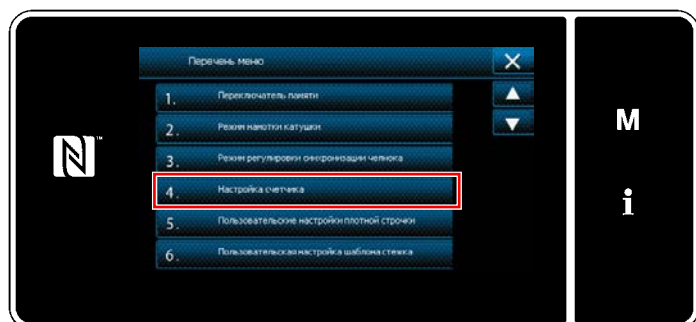 Перечень меню
1. Переключатель памяти
2. Режим намотки катушки
3. Режим регулировки синхронизации челнока
4. Настройка счетчика
5. Пользовательские настройки плотной строчки
6. Пользовательская настройка шаблона стежка
M
i